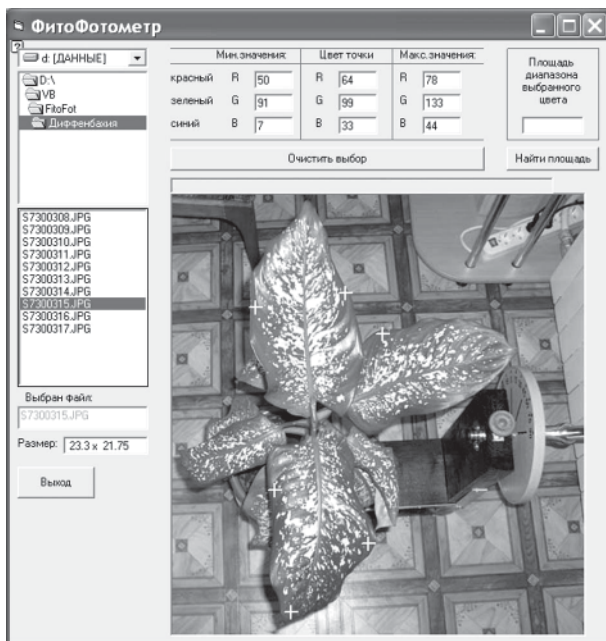 ФитоФотометр
?
d: [ДАННЫЕ]
D:\
VB
FitoFot
Диффенбахия
Мин.значения: Цвет точки Макс.значения:
красный R 50 R 64 R 78
зеленый G 91 G 99 G 133
синий B 7 B 33 B 44
Площадь
диапазона
выбранного
цвета
Очистить выбор
Найти площадь
S7300308.JPG
S7300309.JPG
S7300310.JPG
S7300311.JPG
S7300312.JPG
S7300313.JPG
S7300314.JPG
S7300315.JPG
S7300316.JPG
S7300317.JPG
Выбран файл:
S7300315.JPG
Размер: 23.3 x 21.75
Выход